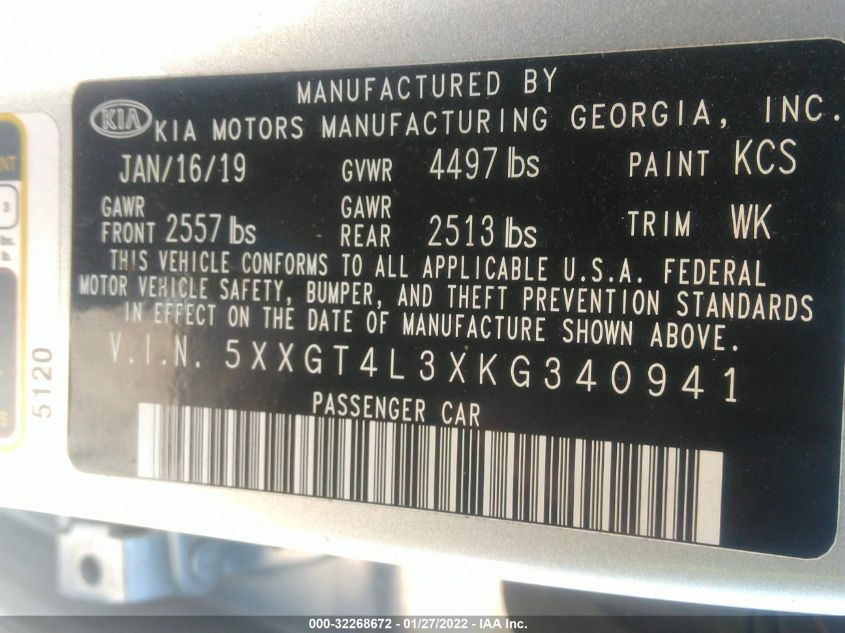 MANUFACTURED BY
KIA KIA MOTORS MANUFACTURING GEORGIA, INC.
JAN/16/19 GVWR 4497 lbs PAINT KCS
GAWR FRONT 2557 lbs GAWR REAR 2513 lbs TRIM WK
THIS VEHICLE CONFORMS TO ALL APPLICABLE U.S.A. FEDERAL
MOTOR VEHICLE SAFETY, BUMPER, AND THEFT PREVENTION STANDARDS
IN EFFECT ON THE DATE OF MANUFACTURE SHOWN ABOVE.
V.I.N. 5XXGT4L3XKG340941
PASSENGER CAR
5120
3
000-32268672 - 01/27/2022 - IAA, Inc.